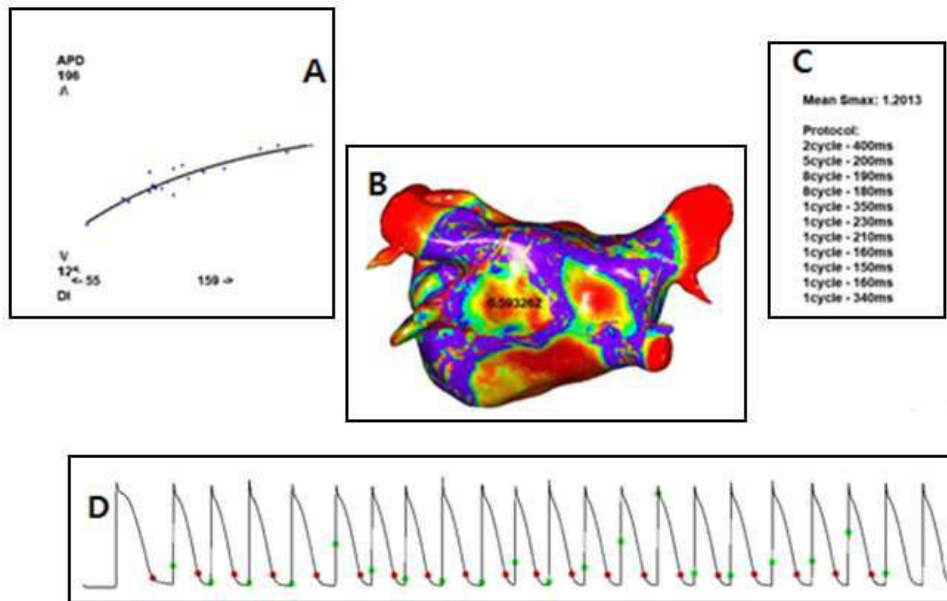 APD
196
A
<- 55
159 ->
DI
B
0.593262
C
Mean Smax: 1.2013
Protocol:
2cycle - 400ms
5cycle - 200ms
8cycle - 190ms
8cycle - 180ms
1cycle - 350ms
1cycle - 230ms
1cycle - 210ms
1cycle - 160ms
1cycle - 150ms
1cycle - 160ms
1cycle - 340ms
D